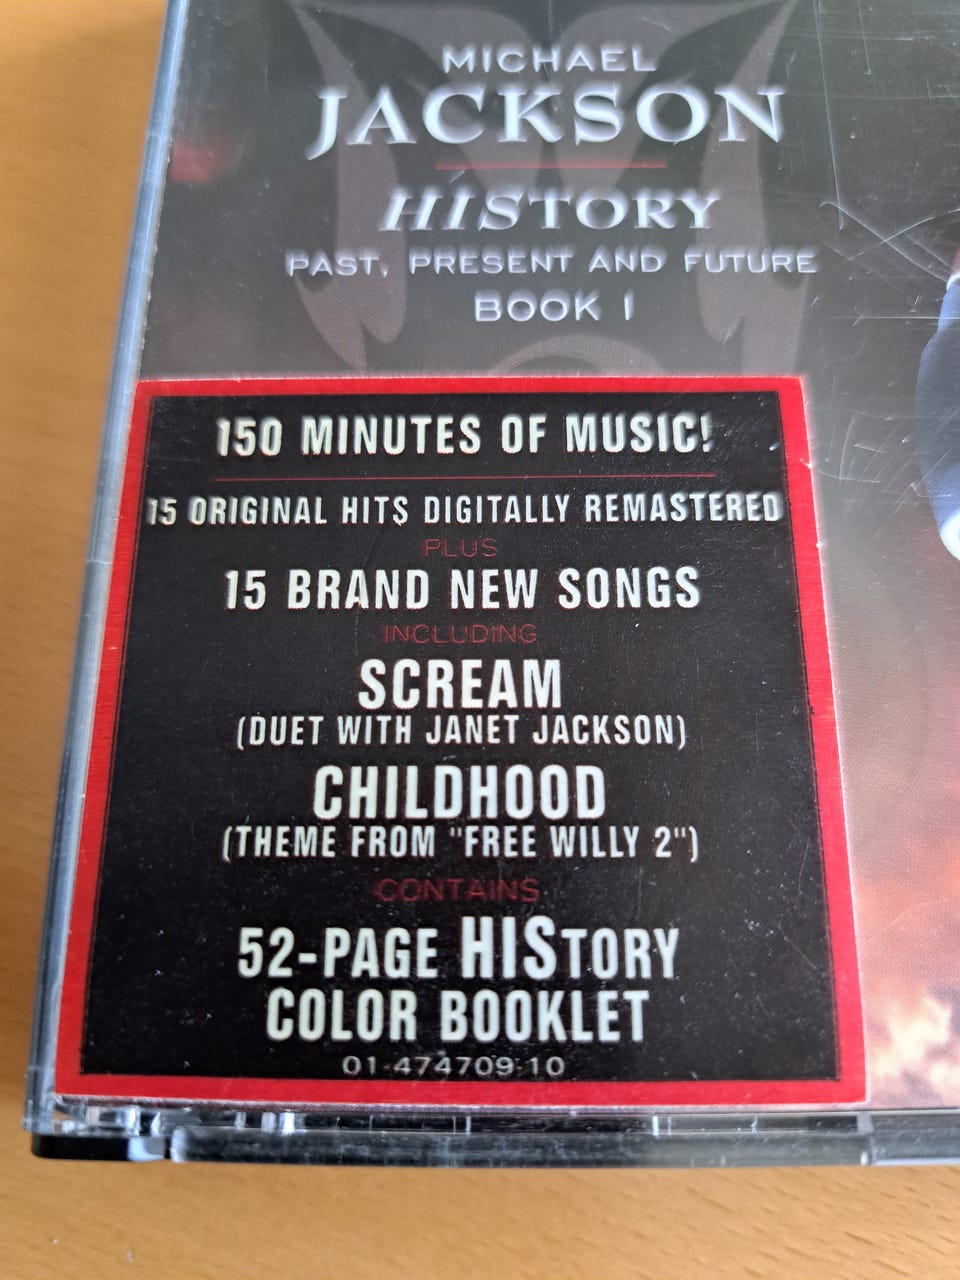 MICHAEL
JACKSON
HISTORY
PAST, PRESENT AND FUTURE
BOOK I
150 MINUTES OF MUSIC!
15 ORIGINAL HITS DIGITALLY REMASTERED
PLUS
15 BRAND NEW SONGS
INCLUDING
SCREAM
(DUET WITH JANET JACKSON)
CHILDHOOD
(THEME FROM "FREE WILLY 2")
CONTAINS
52-PAGE HISTORY
COLOR BOOKLET
01-474709-10